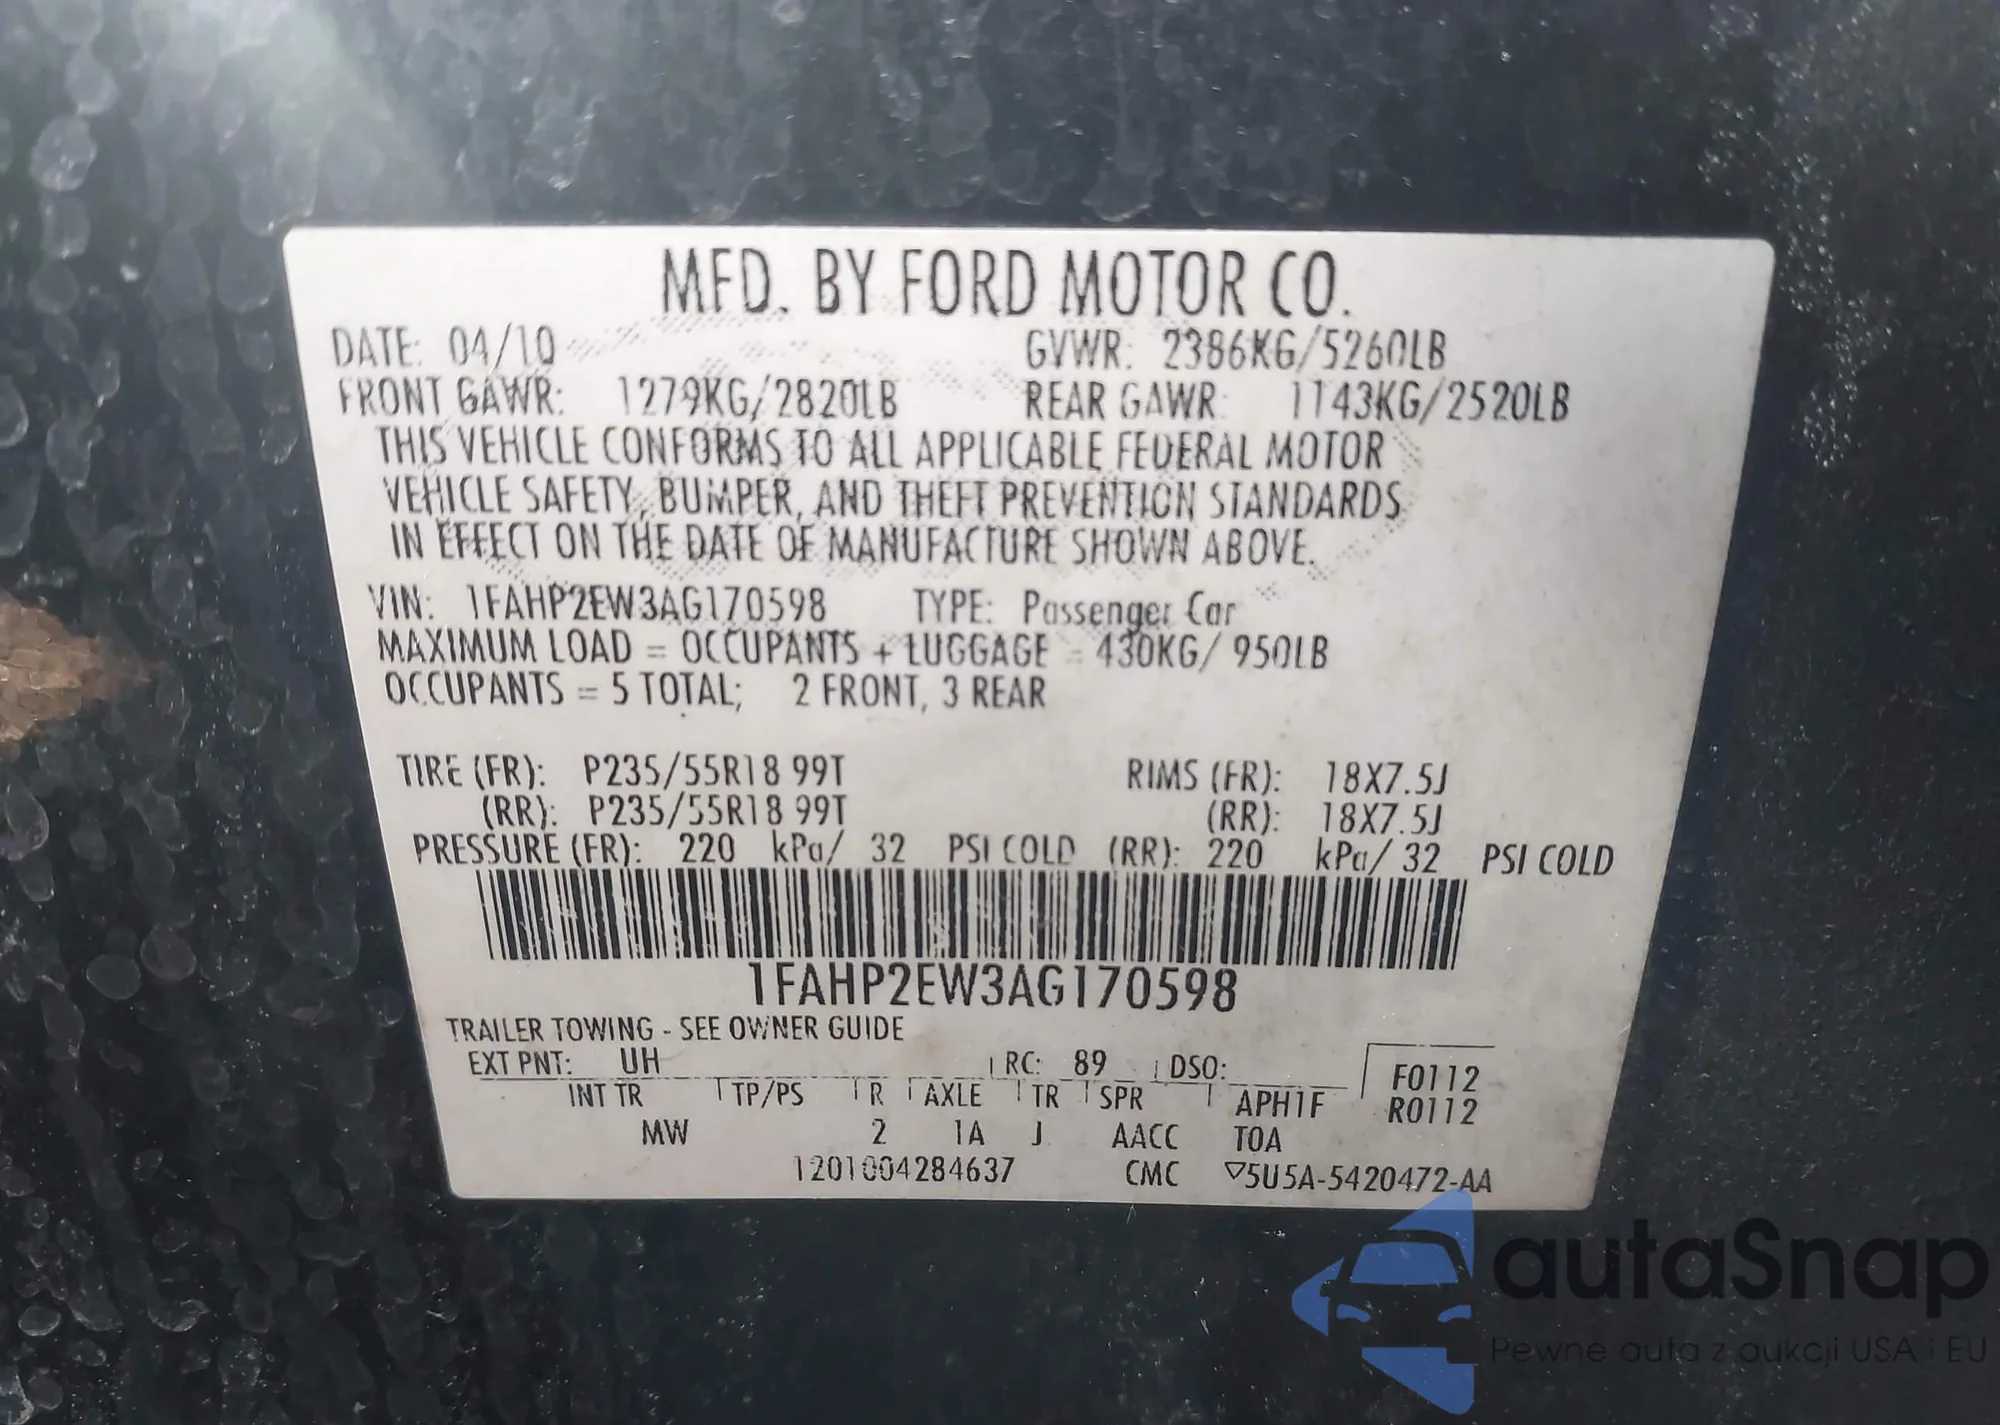 MFD. BY FORD MOTOR CO.
DATE: 04/10 GVWR: 2386KG/5260LB
FRONT GAWR: 1279KG/2820LB REAR GAWR: 1143KG/2520LB
THIS VEHICLE CONFORMS TO ALL APPLICABLE FEDERAL MOTOR
VEHICLE SAFETY, BUMPER, AND THEFT PREVENTION STANDARDS
IN EFFECT ON THE DATE OF MANUFACTURE SHOWN ABOVE.
VIN: 1FAHP2EW3AG170598 TYPE: Passenger Car
MAXIMUM LOAD = OCCUPANTS + LUGGAGE = 430KG/ 950LB
OCCUPANTS = 5 TOTAL; 2 FRONT, 3 REAR
TIRE (FR): P235/55R18 99T RIMS (FR): 18X7.5J
(RR): P235/55R18 99T (RR): 18X7.5J
PRESSURE (FR): 220 kPa/ 32 PSI COLD (RR): 220 kPa/ 32 PSI COLD
1FAHP2EW3AG170598
TRAILER TOWING - SEE OWNER GUIDE
EXT PNT: UH RC: 89 DSO: F0112
INT TR TP/PS R AXLE TR SPR APH1F R0112
MW 2 1A J AACC TOA
1201004284637 CMC ▽5U5A-5420472-AA
autaSnap
Pewne auta z aukcji USA i EU